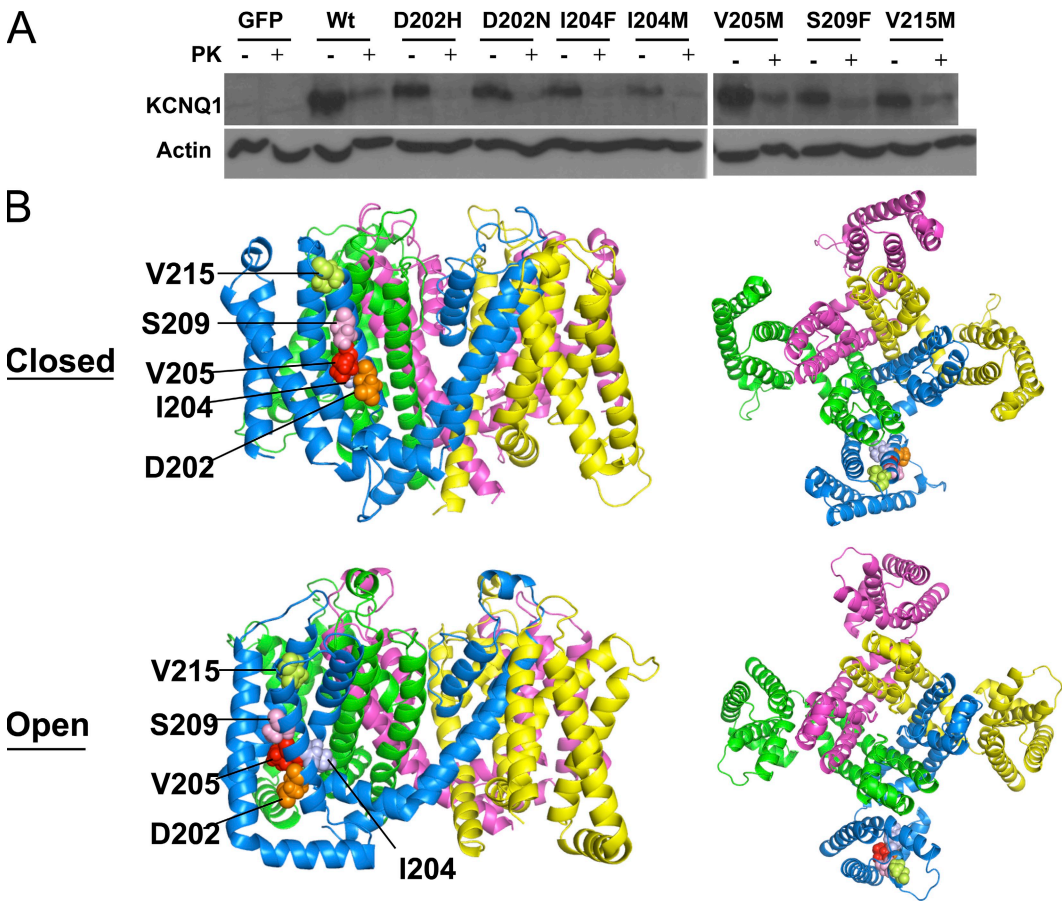 A
GFP Wt D202H D202N I204F I204M V205M S209F V215M
PK - + - + - + - + - + - + - + - + - +
KCNQ1
Actin
B
V215
S209
Closed
V205
I204
D202
V215
S209
Open
V205
D202
I204